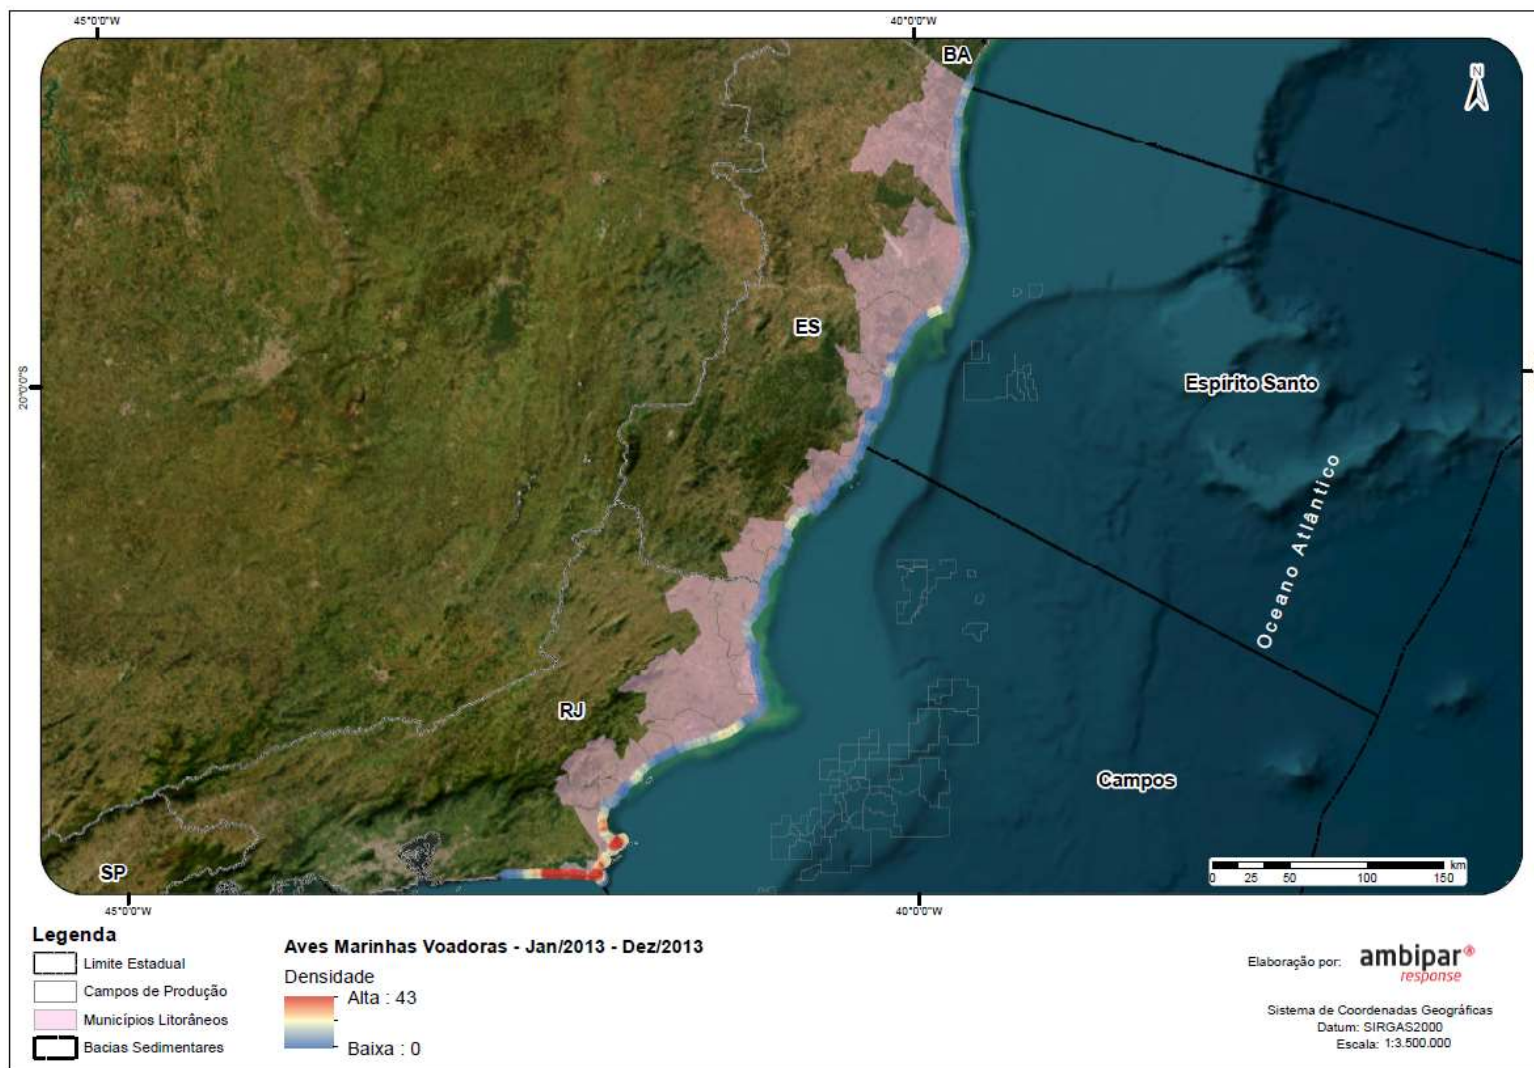 45°0'0"W
40°0'0"W
BA
N
ES
20°0'0"S
Espírito Santo
Oceano Atlântico
RJ
Campos
SP
km
0 25 50 100 150
45°0'0"W
40°0'0"W
Legenda
Limite Estadual
Campos de Produção
Municípios Litorâneos
Bacias Sedimentares
Aves Marinhas Voadoras - Jan/2013 - Dez/2013
Densidade
Alta : 43
Baixa : 0
Elaboração por:
ambipar®
response
Sistema de Coordenadas Geográficas
Datum: SIRGAS2000
Escala: 1:3.500.000